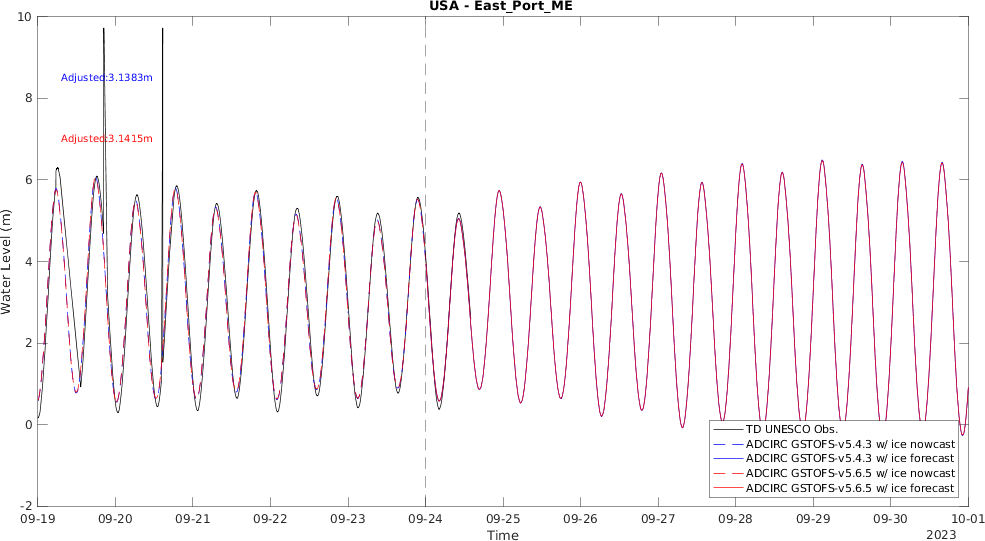 USA - East_Port_ME
10
8
6
4
2
0
-2
Water Level (m)
Adjusted:3.1383m
Adjusted:3.1415m
TD UNESCO Obs.
ADCIRC GSTOFS-v5.4.3 w/ ice nowcast
ADCIRC GSTOFS-v5.4.3 w/ ice forecast
ADCIRC GSTOFS-v5.6.5 w/ ice nowcast
ADCIRC GSTOFS-v5.6.5 w/ ice forecast
09-19 09-20 09-21 09-22 09-23 09-24 09-25 09-26 09-27 09-28 09-29 09-30 10-01
Time
2023